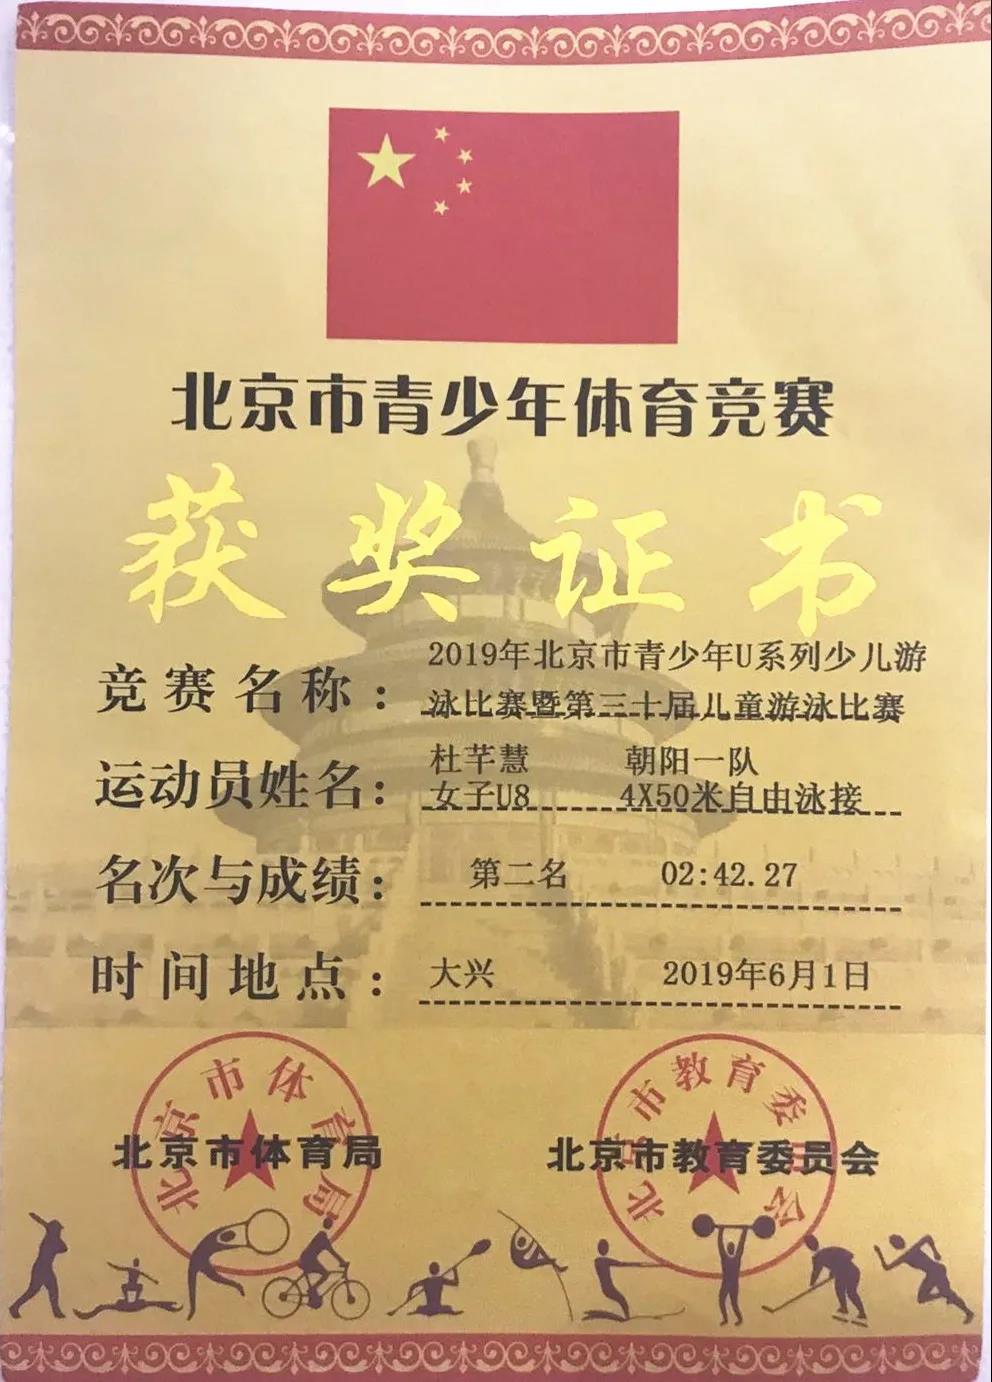 北京市青少年体育竞赛
获奖证书
竞赛名称：2019年北京市青少年U系列少儿游
泳比赛暨第三十届儿童游泳比赛
运动员姓名：杜芊慧 朝阳一队
女子U8 4X50米自由泳接
名次与成绩：第二名 02:42.27
时间地点：大兴 2019年6月1日
北京市体育局
北京市体育局
北京市教育委员会
北京市教育委员会